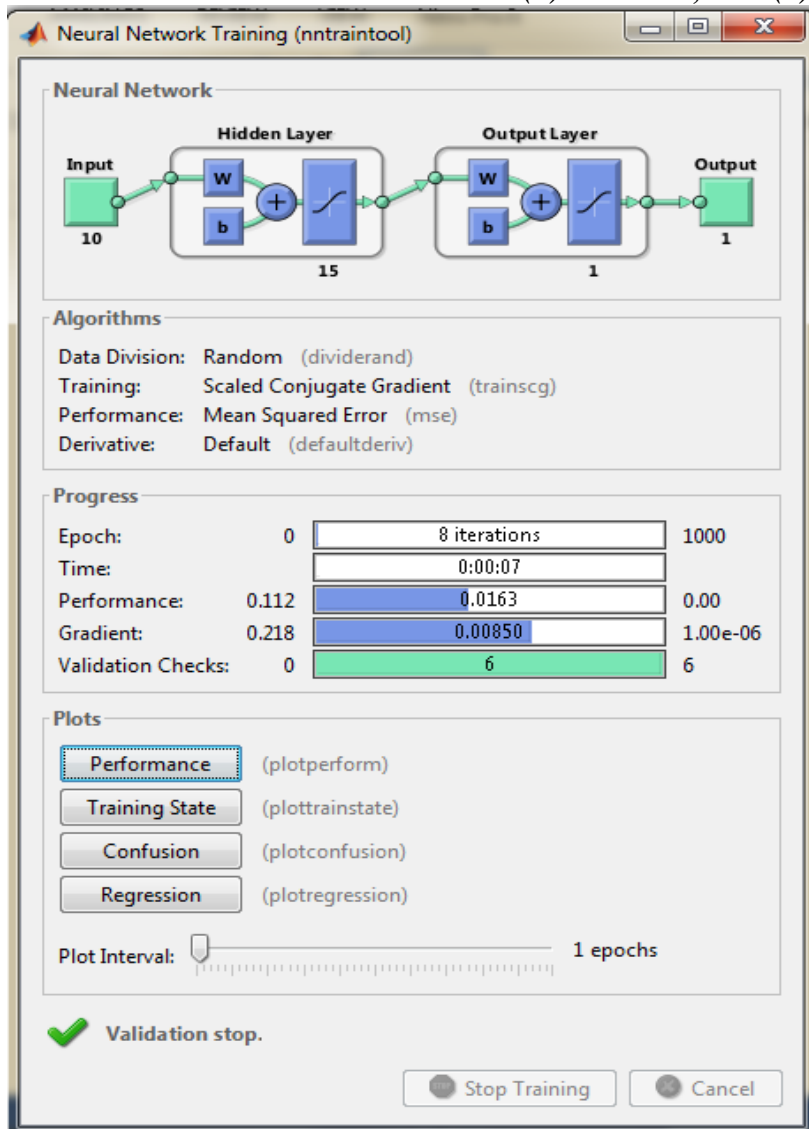 Neural Network Training (nntraintool)
Neural Network
Hidden Layer
Output Layer
Input
Output
W
W
+
+
b
b
10
15
1
1
Algorithms
Data Division: Random (dividerand)
Training: Scaled Conjugate Gradient (trainscg)
Performance: Mean Squared Error (mse)
Derivative: Default (defaultderiv)
Progress
Epoch: 0 8 iterations 1000
Time: 0:00:07
Performance: 0.112 0.0163 0.00
Gradient: 0.218 0.00850 1.00e-06
Validation Checks: 0 6 6
Plots
Performance (plotperform)
Training State (plottrainstate)
Confusion (plotconfusion)
Regression (plotregression)
Plot Interval: 1 epochs
Validation stop.
Stop Training Cancel